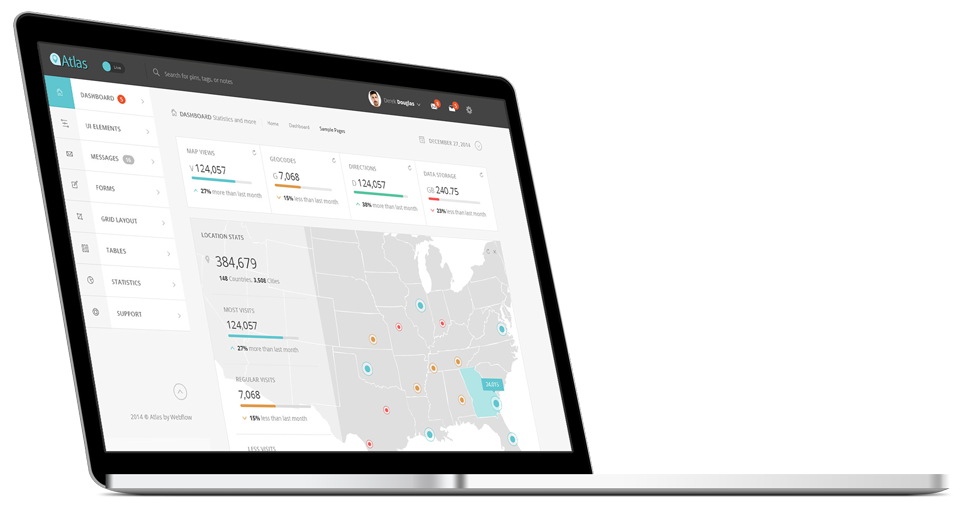 Atlas
Live
Search for pins, tags, or notes
Derek Douglas
DASHBOARD 5
UI ELEMENTS
MESSAGES
FORMS
GRID LAYOUT
TABLES
STATISTICS
SUPPORT
2014 © Atlas by Webflow
DASHBOARD Statistics and more
Home
Dashboard
Sample Pages
DECEMBER 27, 2014
MAP VIEWS
V 124,057
27% more than last month
GEOCODES
G 7,068
15% less than last month
DIRECTIONS
D 124,057
38% more than last month
DATA STORAGE
GB 240.75
23% less than last month
LOCATION STATS
384,679
148 Countries, 3,508 Cities
MOST VISITS
124,057
27% more than last month
REGULAR VISITS
7,068
15% less than last month
LESS VISITS